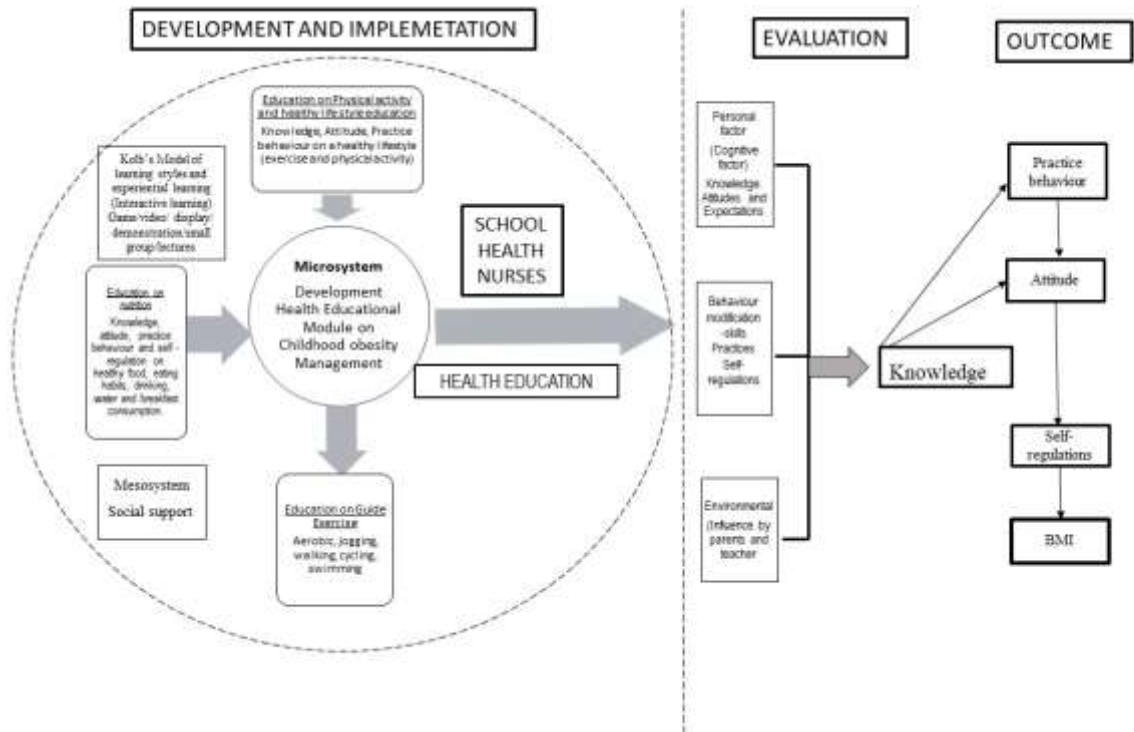 DEVELOPMENT AND IMPLEMETATION
Education on Physical activity
and healthy life style education
Knowledge, Attitude, Practice
behaviour on a healthy lifestyle
(exercise and physical activity)
Kolb's Model of
learning styles and
experiential learning
(Interactive learning)
Game/video/ display/
demonstration/small
group/lectures
Education on
nutrition
Knowledge,
attitude, practice
behaviour and self -
regulation on
healthy food, eating
habits, drinking,
water and breakfast
consumption.
Microsystem
Development
Health Educational
Module on
Childhood obesity
Management
SCHOOL
HEALTH
NURSES
HEALTH EDUCATION
Mesosystem
Social support
Education on Guide
Exercise
Aerobic, jogging,
walking, cycling,
swimming
EVALUATION
Personal
factor
(Cognitive
factor)
Knowledge
Attitudes and
Expectations
Behaviour
modification
-skills
Practices
Self-
regulations
Environmental
(Influence by
parents and
teacher
OUTCOME
Knowledge
Practice
behaviour
Attitude
Self-
regulations
BMI